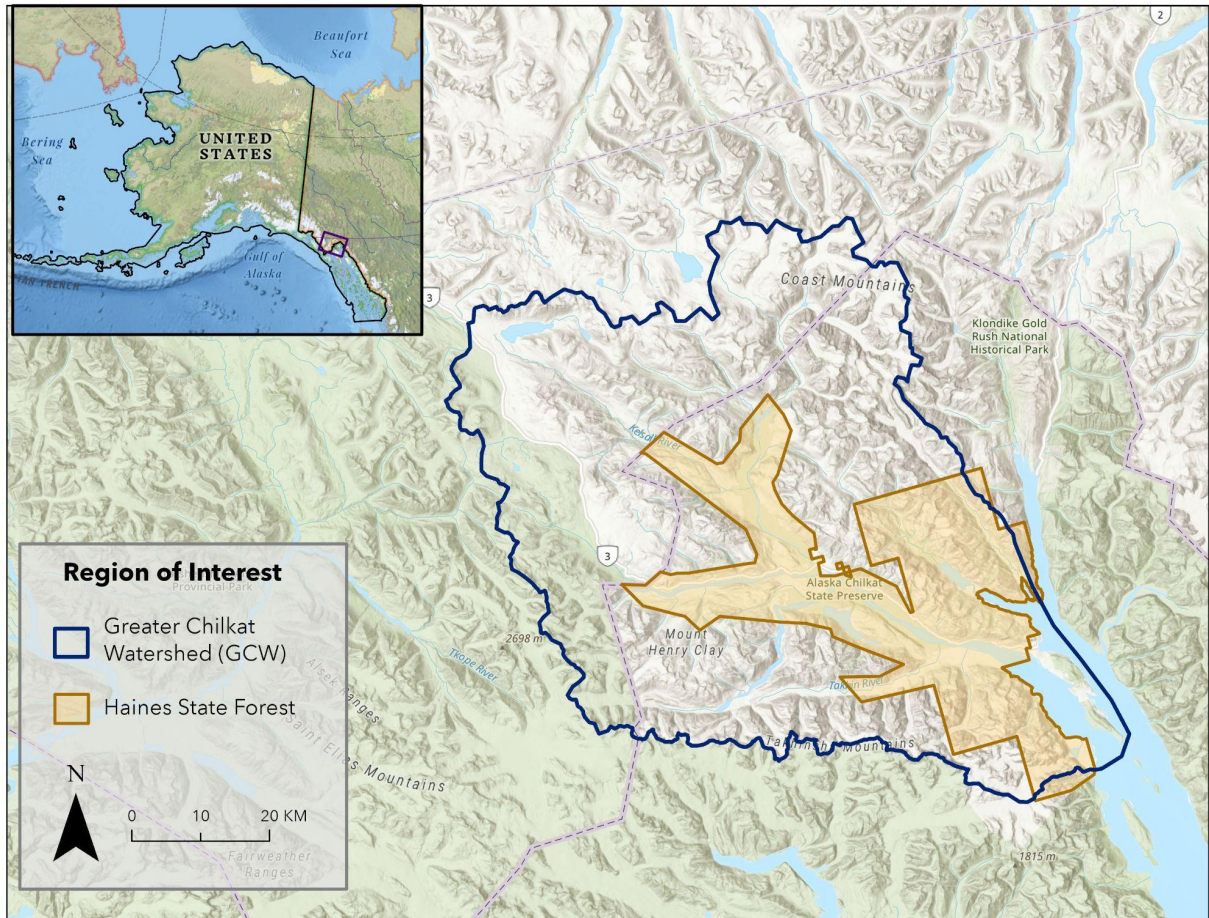 Beaufort
Sea
Bering
Sea
UNITED
STATES
Gulf of
Alaska
TRENCH
2
3
Coast Mountains
Klondike Gold
Rush National
Historical Park
Kelsall River
3
Alaska Chilkat
State Preserve
Mount
Henry Clay
2698 m
Tkope River
Takhin River
Takhinsha Mountains
1815 m
Region of Interest
Provincial Park
Greater Chilkat
Watershed (GCW)
Haines State Forest
Alsek Ranges
Saint Elias Mountains
N
0 10 20 KM
Fairweather
Ranges